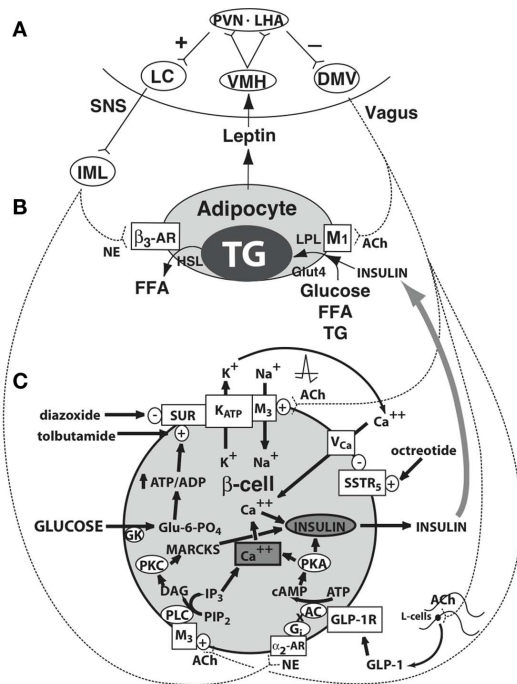 A
PVN · LHA
+
–
LC
VMH
DMV
SNS
Vagus
Leptin
IML
B
Adipocyte
β3-AR
NE
TG
HSL
LPL
M1
ACh
Glut4
INSULIN
FFA
Glucose
FFA
TG
C
K+
Na+
ACh
Ca++
diazoxide
-
SUR
KATP
M3
+
tolbutamide
+
VCa
K+
Na+
-
octreotide
β-cell
SSTR5
+
ATP/ADP
Ca++
GLUCOSE
GK
Glu-6-PO4
INSULIN
INSULIN
MARCKS
PKC
Ca++
PKA
DAG
IP3
cAMP
ATP
PLC
PIP2
X
AC
GLP-1R
ACh
L-cells
M3
+
Gi
α2-AR
ACh
NE
GLP-1